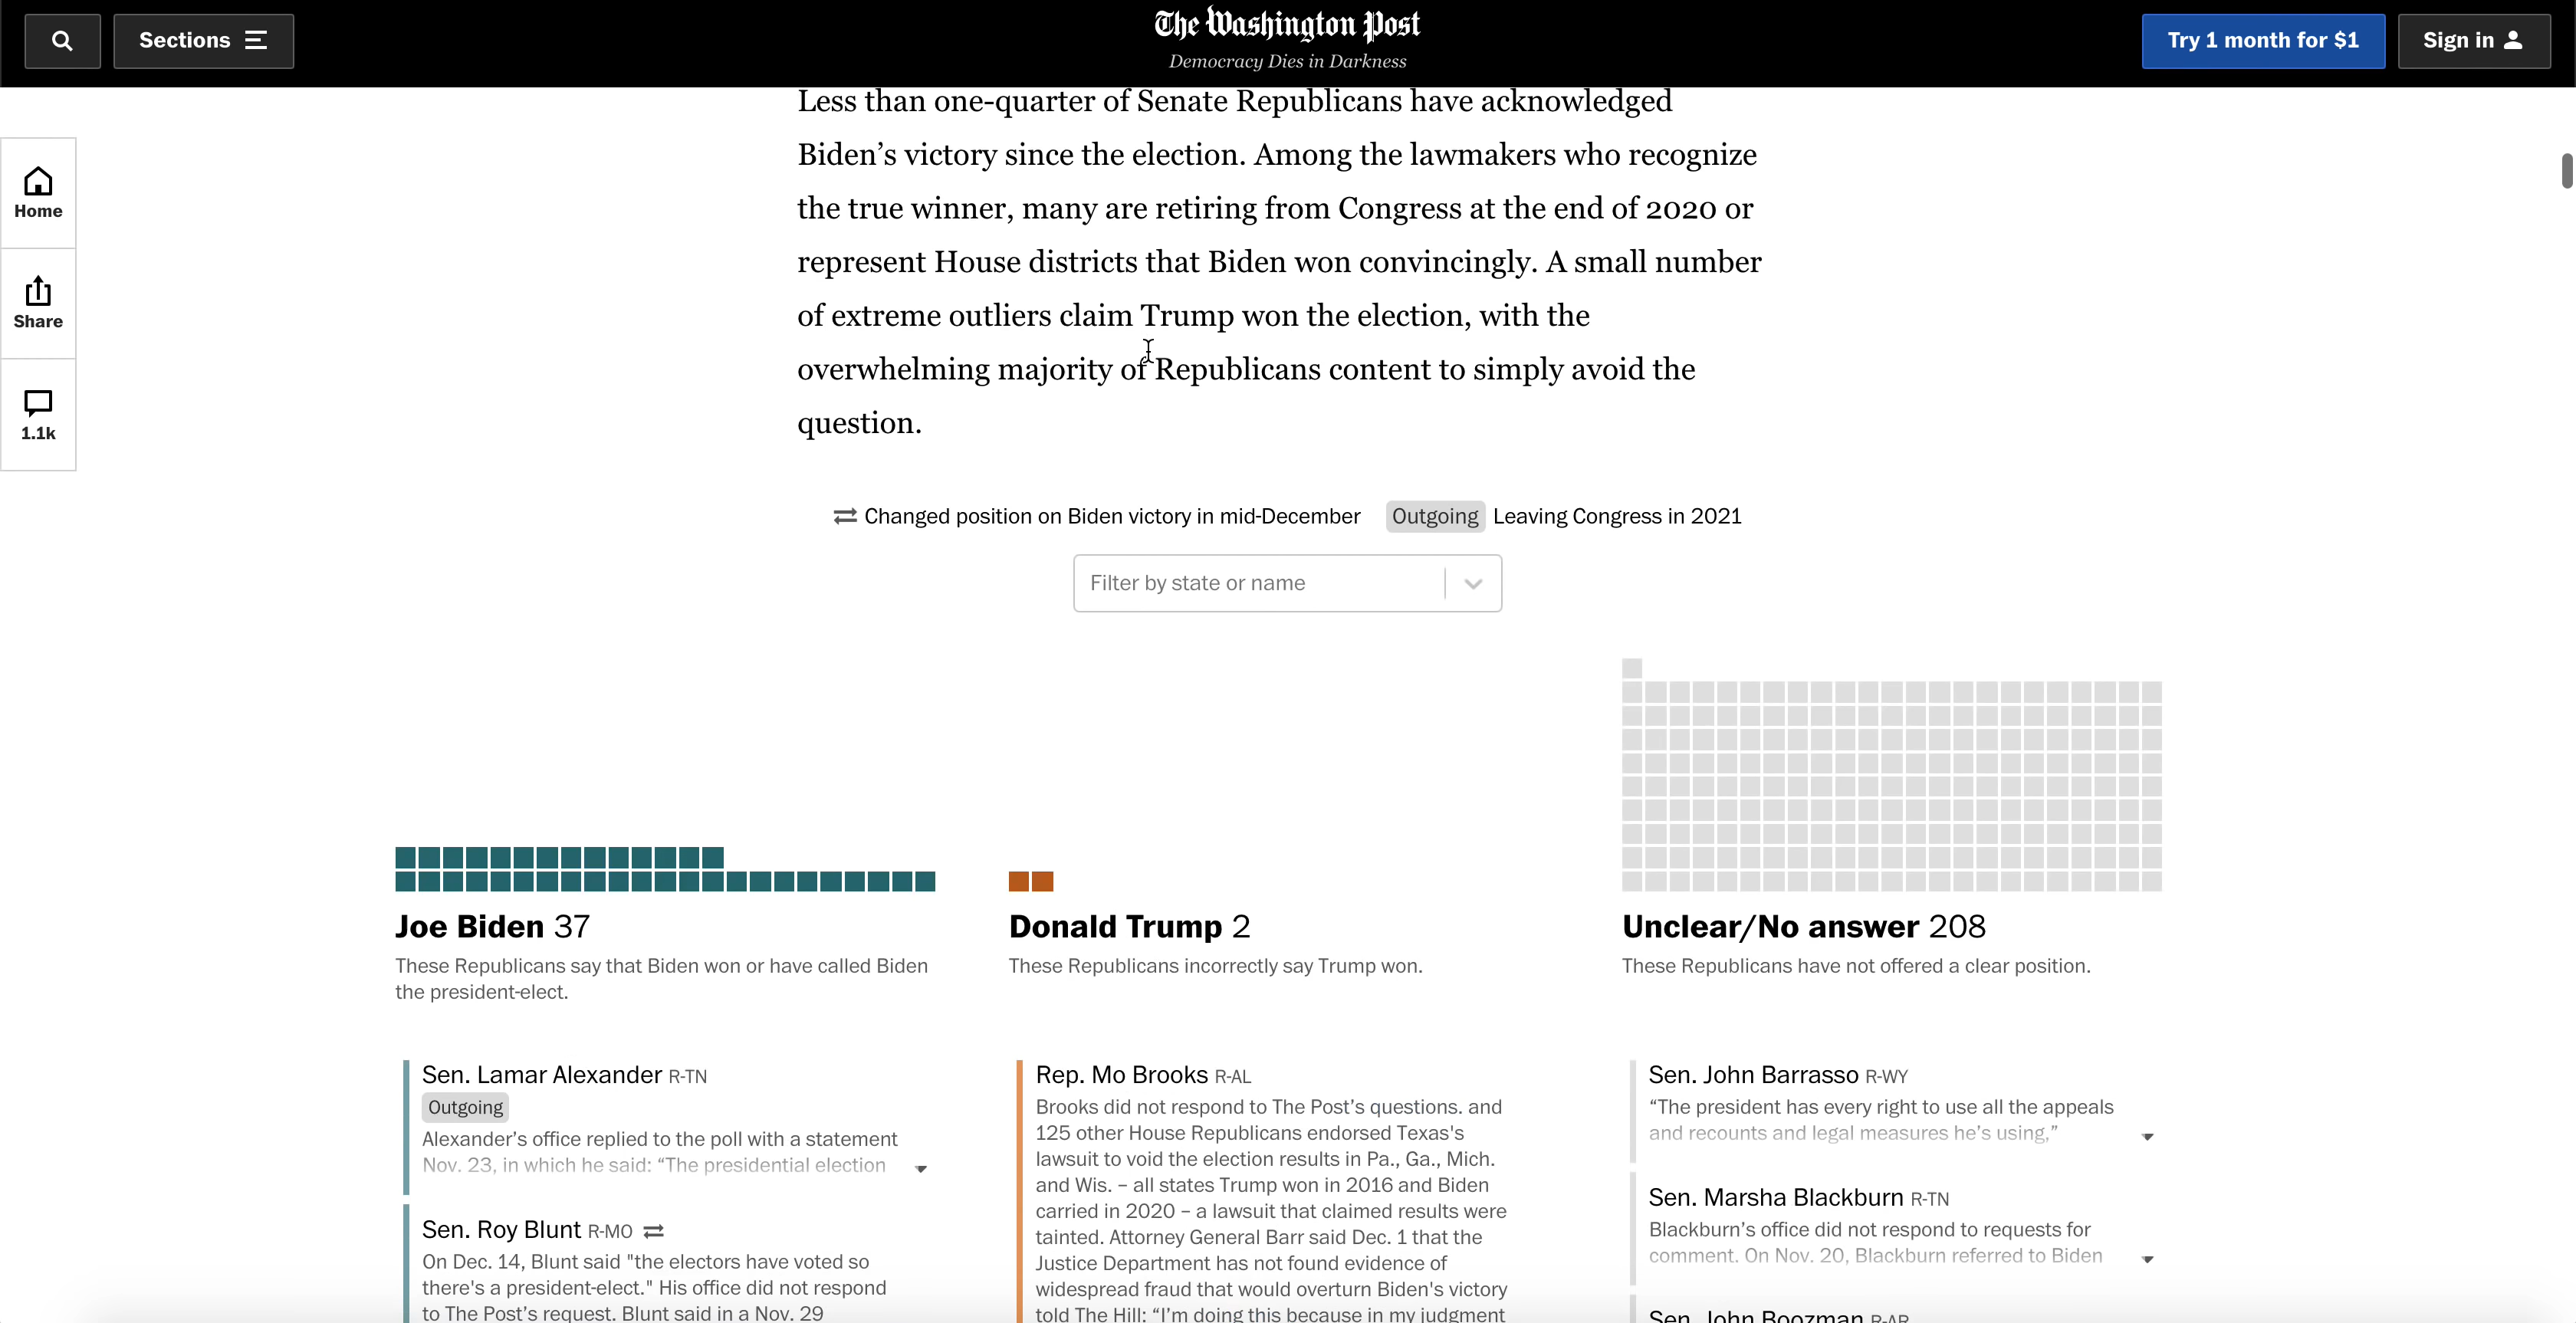 Sections
The Washington Post
Democracy Dies in Darkness
Try 1 month for $1
Sign in
Home
Share
1.1k
Less than one-quarter of Senate Republicans have acknowledged
Biden’s victory since the election. Among the lawmakers who recognize
the true winner, many are retiring from Congress at the end of 2020 or
represent House districts that Biden won convincingly. A small number
of extreme outliers claim Trump won the election, with the
overwhelming majority of Republicans content to simply avoid the
question.
Changed position on Biden victory in mid-December
Outgoing Leaving Congress in 2021
Filter by state or name
Joe Biden 37
These Republicans say that Biden won or have called Biden
the president-elect.
Sen. Lamar Alexander R-TN
Outgoing
Alexander’s office replied to the poll with a statement
Nov. 23, in which he said: “The presidential election
Sen. Roy Blunt R-MO
On Dec. 14, Blunt said "the electors have voted so
there's a president-elect." His office did not respond
to The Post’s request. Blunt said in a Nov. 29
Donald Trump 2
These Republicans incorrectly say Trump won.
Rep. Mo Brooks R-AL
Brooks did not respond to The Post’s questions. and
125 other House Republicans endorsed Texas's
lawsuit to void the election results in Pa., Ga., Mich.
and Wis. – all states Trump won in 2016 and Biden
carried in 2020 – a lawsuit that claimed results were
tainted. Attorney General Barr said Dec. 1 that the
Justice Department has not found evidence of
widespread fraud that would overturn Biden's victory
told The Hill: “I’m doing this because in my judgment
Unclear/No answer 208
These Republicans have not offered a clear position.
Sen. John Barrasso R-WY
“The president has every right to use all the appeals
and recounts and legal measures he’s using,”
Sen. Marsha Blackburn R-TN
Blackburn’s office did not respond to requests for
comment. On Nov. 20, Blackburn referred to Biden
Sen. John Boozman R-AR